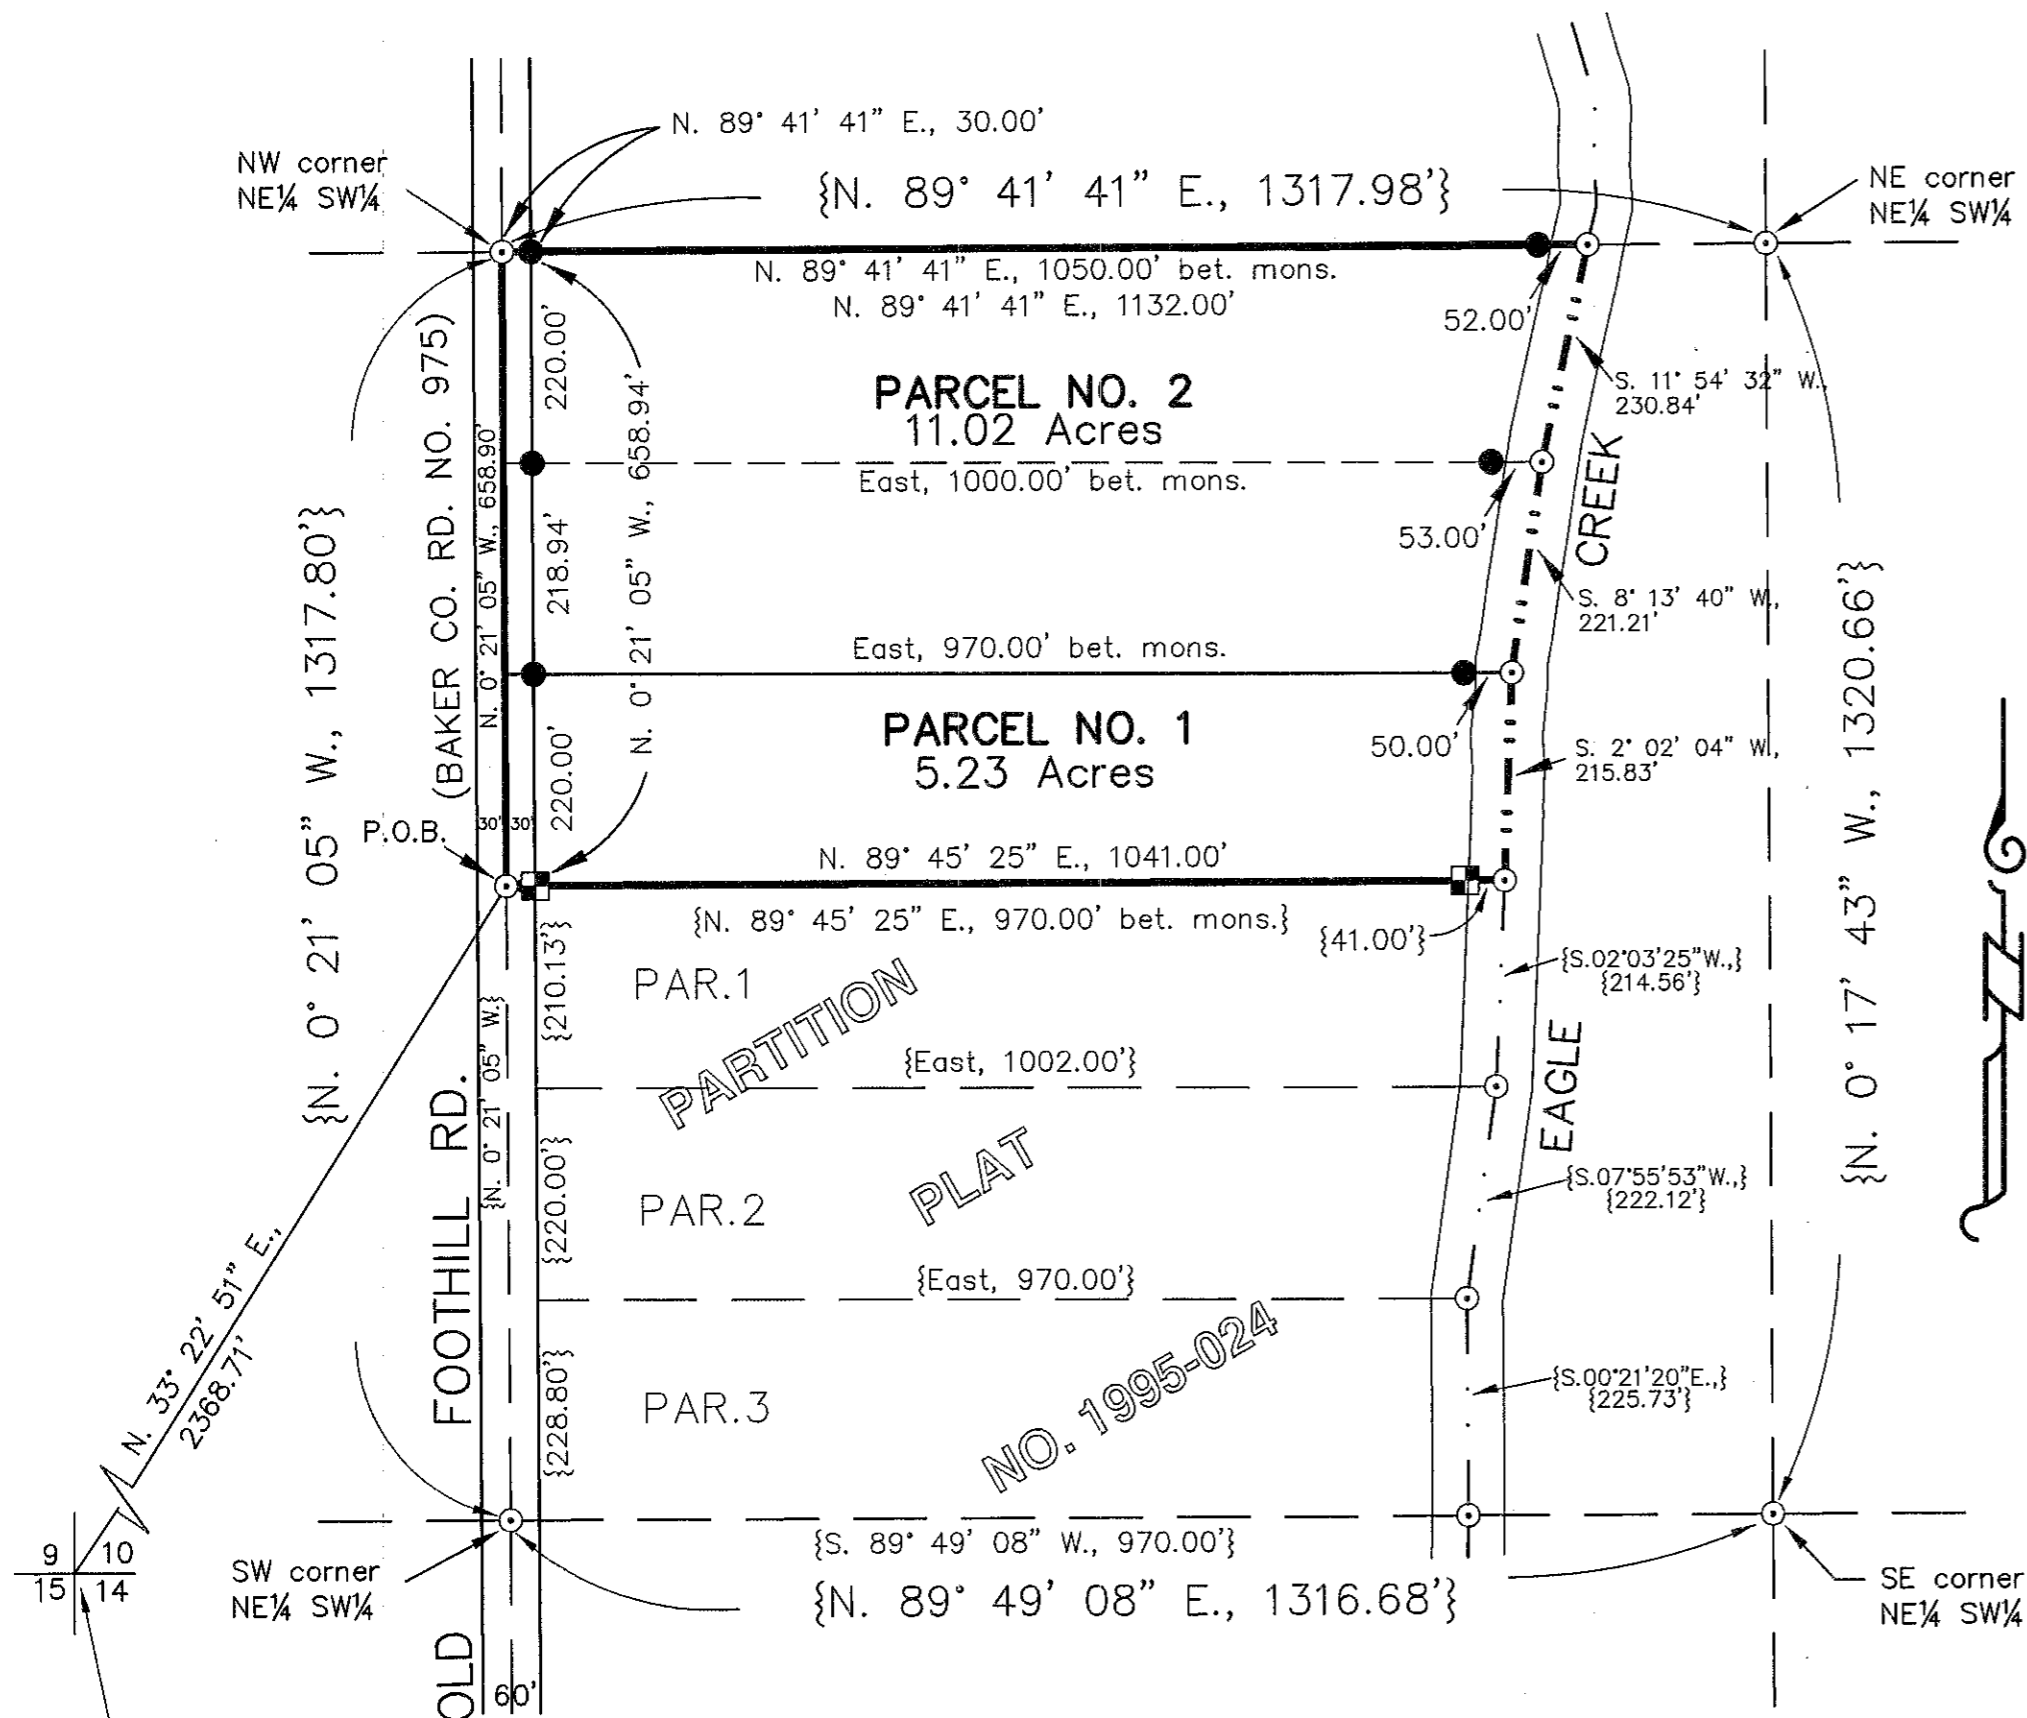 N. 89° 41' 41" E., 30.00'
NW corner
NE¼ SW¼
{N. 89° 41' 41" E., 1317.98'}
NE corner
NE¼ SW¼
N. 89° 41' 41" E., 1050.00' bet. mons.
N. 89° 41' 41" E., 1132.00'
52.00'
220.00'
PARCEL NO. 2
11.02 Acres
S. 11° 54' 32" W.,
230.84'
East, 1000.00' bet. mons.
53.00'
218.94'
N. 0° 21' 05" W., 658.94'
N. 0° 21' 05" W., 658.90'
(BAKER CO. RD. NO. 975)
{N. 0° 21' 05" W., 1317.80'}
CREEK
S. 8° 13' 40" W.,
221.21'
{N. 0° 17' 43" W., 1320.66'}
East, 970.00' bet. mons.
PARCEL NO. 1
5.23 Acres
50.00'
S. 2° 02' 04" W.,
215.83'
220.00'
P.O.B.
30' 30'
N. 89° 45' 25" E., 1041.00'
{N. 89° 45' 25" E., 970.00' bet. mons.}
{41.00'}
{S.02°03'25"W.,}
{214.56'}
{210.13'}
PAR.1
PARTITION
{East, 1002.00'}
EAGLE
{N. 0° 21' 05" W.}
FOOTHILL RD.
{220.00'}
PAR.2
PLAT
{S.07°55'53"W.,}
{222.12'}
{East, 970.00'}
N. 33° 22' 51" E.,
2368.71'
{228.80'}
PAR.3
NO. 1995-024
{S.00°21'20"E.,}
{225.73'}
{S. 89° 49' 08" W., 970.00'}
{N. 89° 49' 08" E., 1316.68'}
9 10
15 14
SW corner
NE¼ SW¼
SE corner
NE¼ SW¼
OLD
60'
N